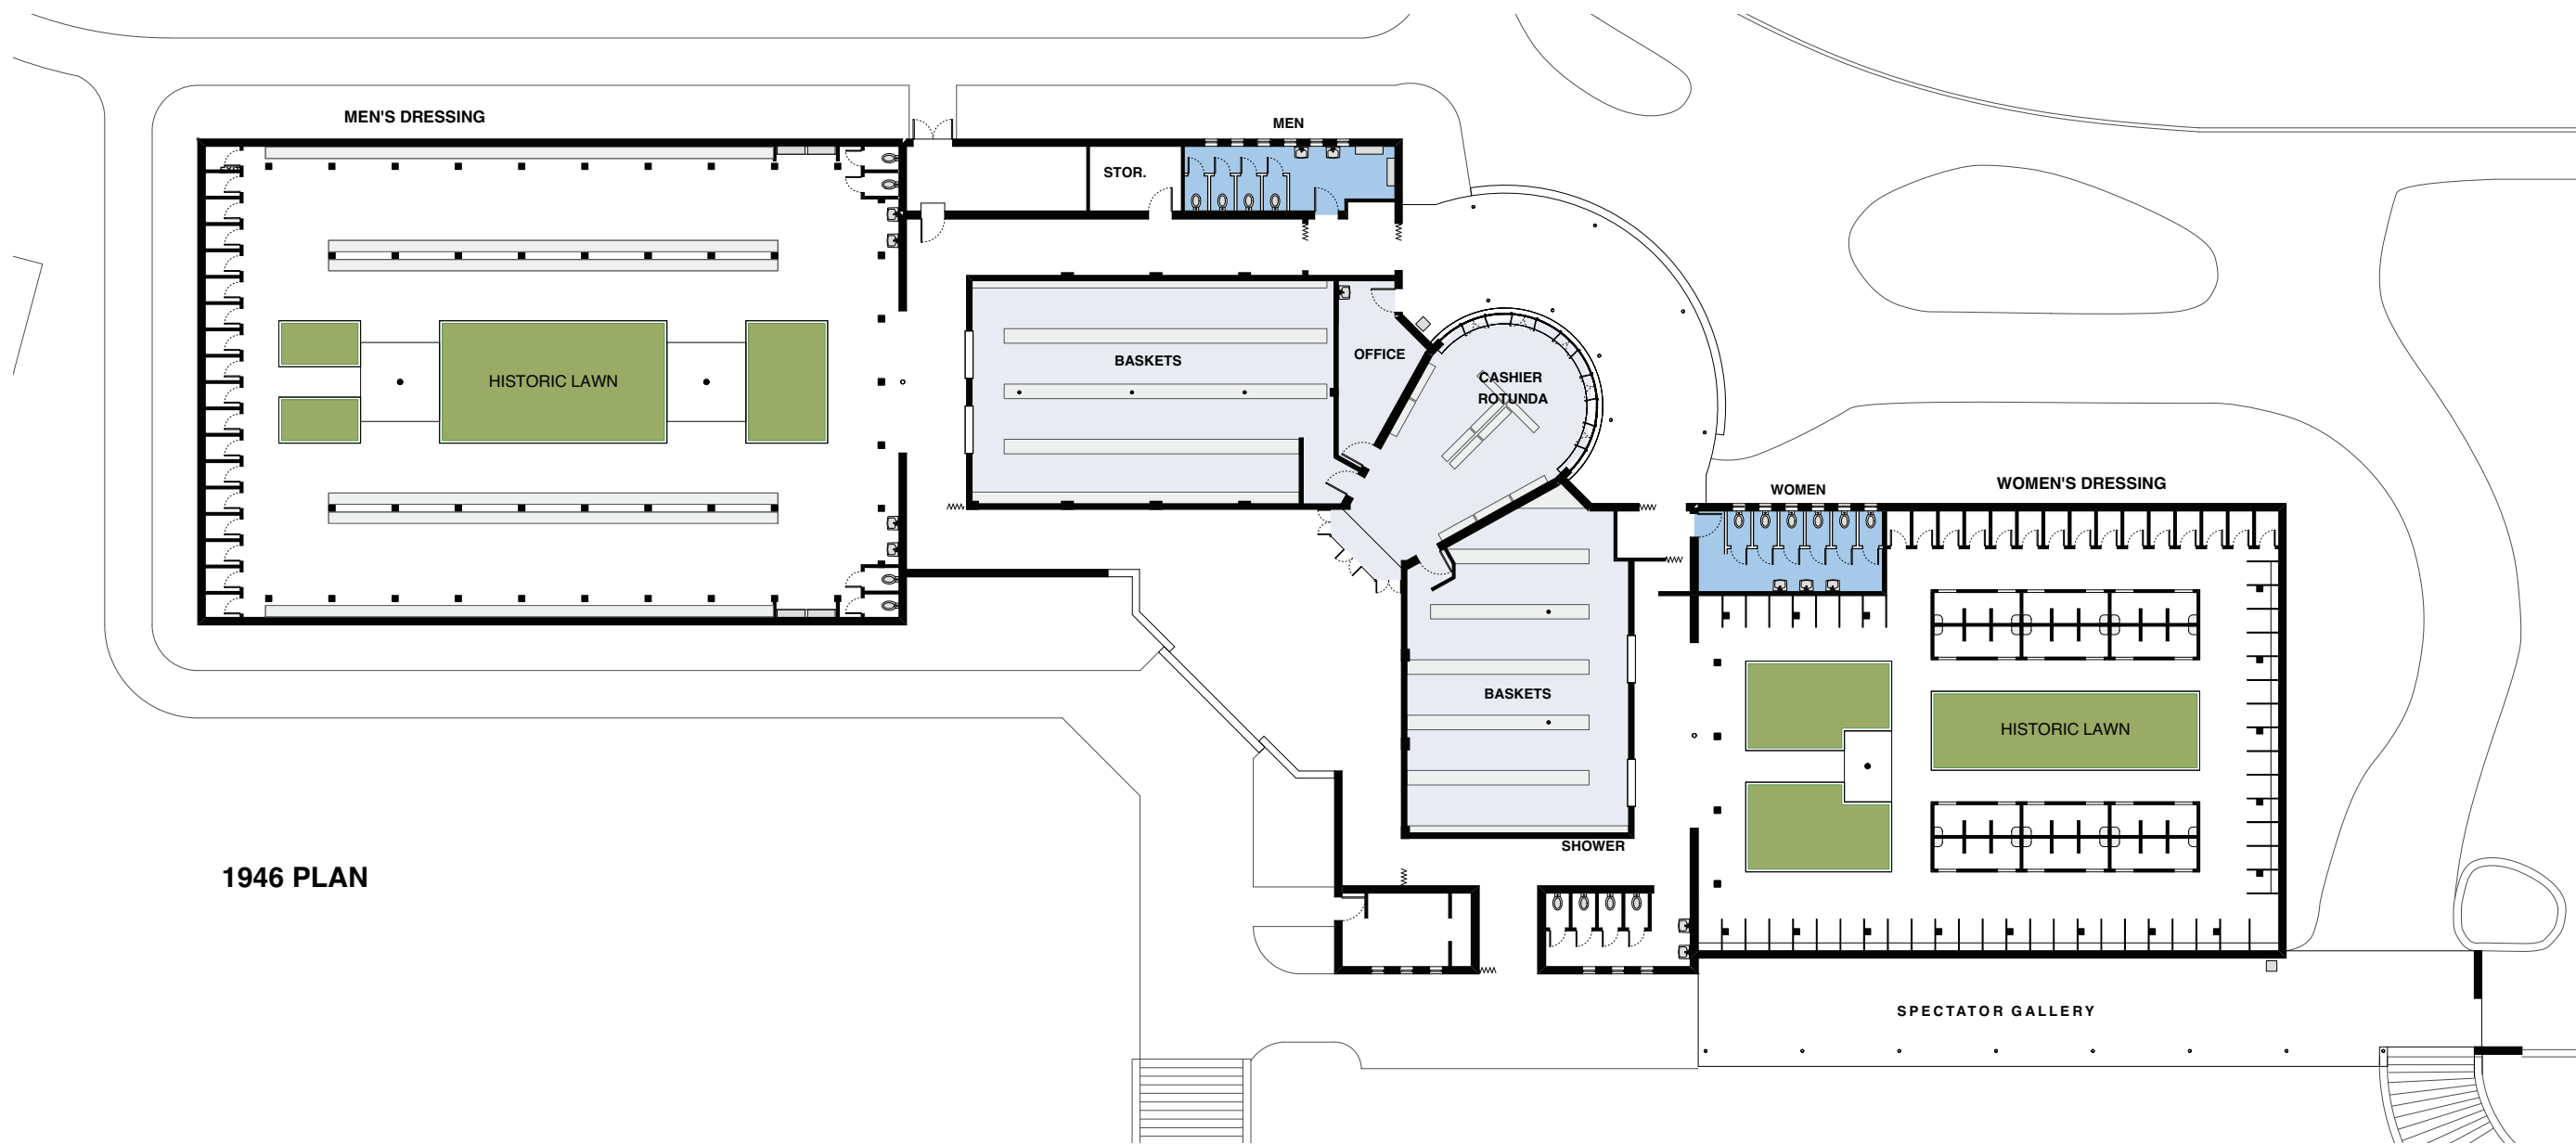 MEN'S DRESSING
MEN
STOR.
BASKETS
OFFICE
HISTORIC LAWN
CASHIER
ROTUNDA
WOMEN
WOMEN'S DRESSING
BASKETS
HISTORIC LAWN
SHOWER
1946 PLAN
SPECTATOR GALLERY